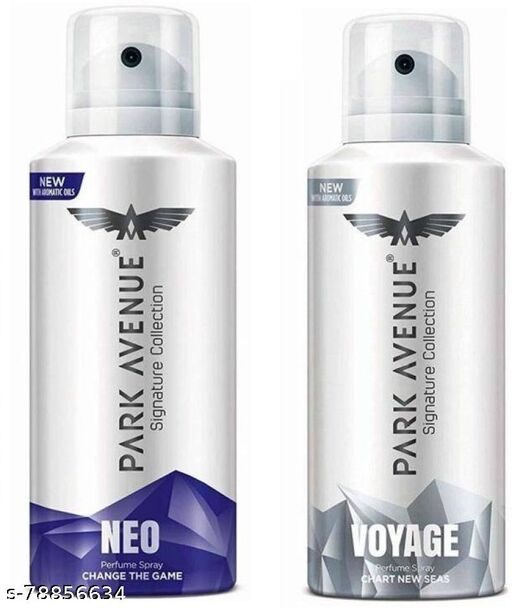 NEW
WITH AROMATIC OILS
PARK AVENUE®
Signature Collection
NEO
Perfume Spray
CHANGE THE GAME
NEW
WITH AROMATIC OILS
PARK AVENUE®
Signature Collection
VOYAGE
Perfume Spray
CHART NEW SEAS
s-78856634